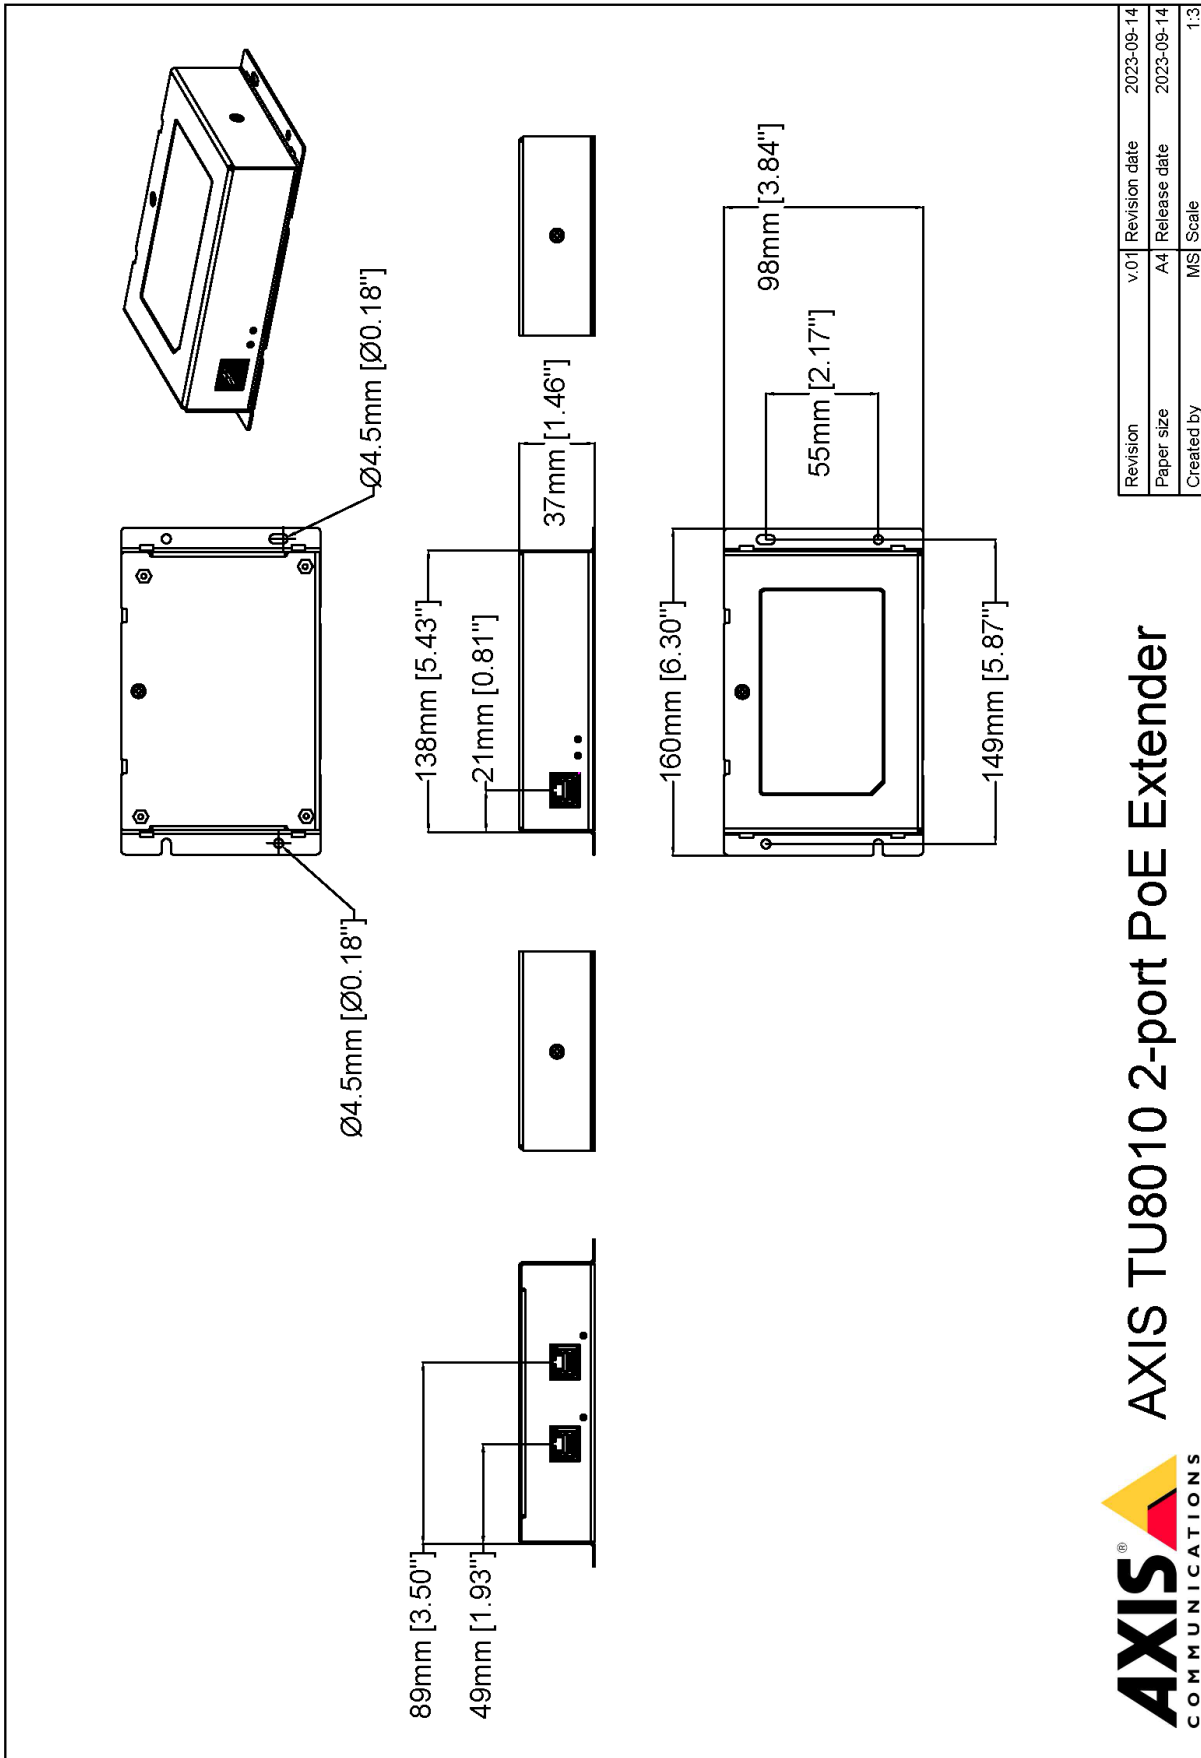 Ø4.5mm [Ø0.18"]
Ø4.5mm [Ø0.18"]
89mm [3.50"]
49mm [1.93"]
138mm [5.43"]
21mm [0.81"]
37mm [1.46"]
160mm [6.30"]
98mm [3.84"]
55mm [2.17"]
149mm [5.87"]
AXIS®
COMMUNICATIONS
AXIS TU8010 2-port PoE Extender
Revision v.01 Revision date 2023-09-14
Paper size A4 Release date 2023-09-14
Created by MS Scale 1:3